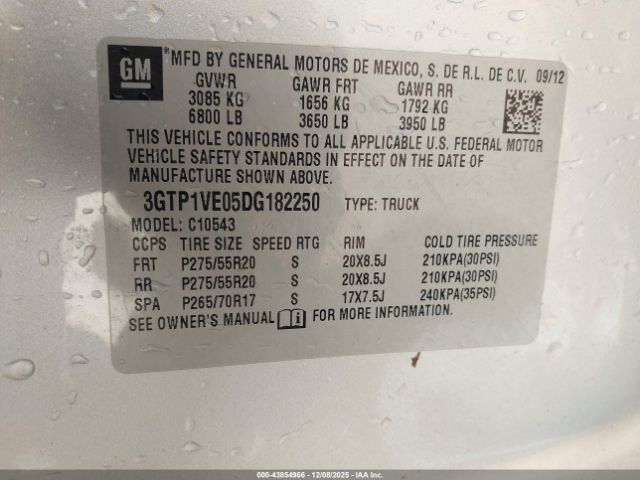 GM ® MFD BY GENERAL MOTORS DE MEXICO, S. DE R.L. DE C.V. 09/12
GVWR GAWR FRT GAWR RR
3085 KG 1656 KG 1792 KG
6800 LB 3650 LB 3950 LB
THIS VEHICLE CONFORMS TO ALL APPLICABLE U.S. FEDERAL MOTOR
VEHICLE SAFETY STANDARDS IN EFFECT ON THE DATE OF
MANUFACTURE SHOWN ABOVE.
3GTP1VE05DG182250 TYPE: TRUCK
MODEL: C10543
CCPS TIRE SIZE SPEED RTG RIM COLD TIRE PRESSURE
FRT P275/55R20 S 20X8.5J 210KPA(30PSI)
RR P275/55R20 S 20X8.5J 210KPA(30PSI)
SPA P265/70R17 S 17X7.5J 240KPA(35PSI)
SEE OWNER'S MANUAL FOR MORE INFORMATION.
000-43854966 - 12/08/2025 - IAAI.COM